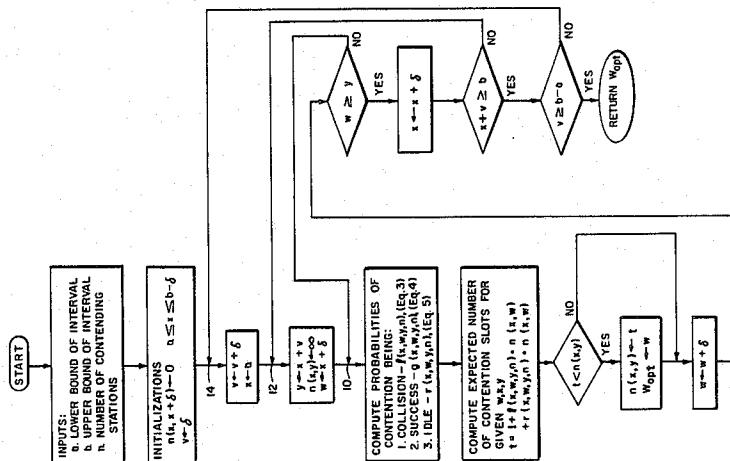 START
INPUTS:
a. LOWER BOUND OF INTERVAL
b. UPPER BOUND OF INTERVAL
n. NUMBER OF CONTENDING
STATIONS
INITIALIZATIONS
n(x,x+δ)←0 a≤x≤b-δ
v←δ
14
v←v+δ
x←a
12
y←x+v
n(x,y)←∞
w←x+δ
10
COMPUTE PROBABILITIES OF
CONTENTION BEING:
1. COLLISION-ℓ(x,w,y,n),(Eq.3)
2. SUCCESS-g(x,w,y,n),(Eq.4)
3. IDLE-r(x,w,y,n),(Eq.5)
COMPUTE EXPECTED NUMBER
OF CONTENTION SLOTS FOR
GIVEN w,x,y
t=1+ℓ(x,w,y,n)•n(x,w)
+r(x,w,y,n)•n(x,w)
t<n(x,y)
NO
YES
n(x,y)←t
Wopt←w
w←w+δ
w≥y
NO
YES
x←x+δ
x+v≥b
NO
YES
v≥b-a
NO
YES
RETURN Wopt